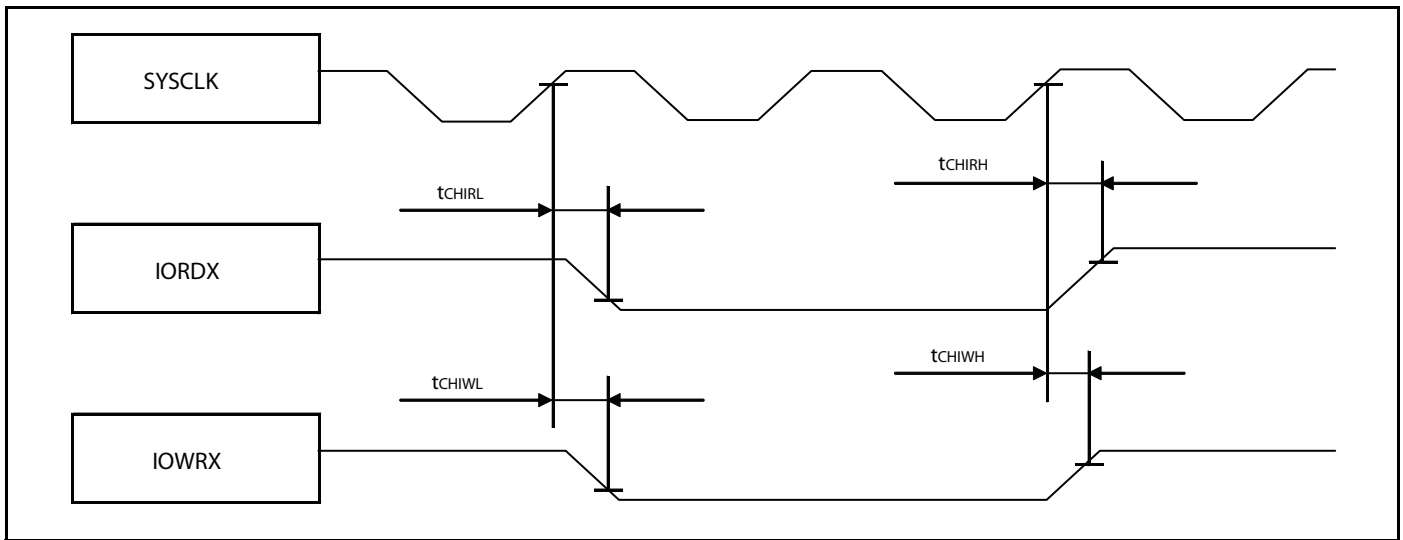 SYSCLK
tCHIRH
tCHIRL
IORDX
tCHIWH
tCHIWL
IOWRX